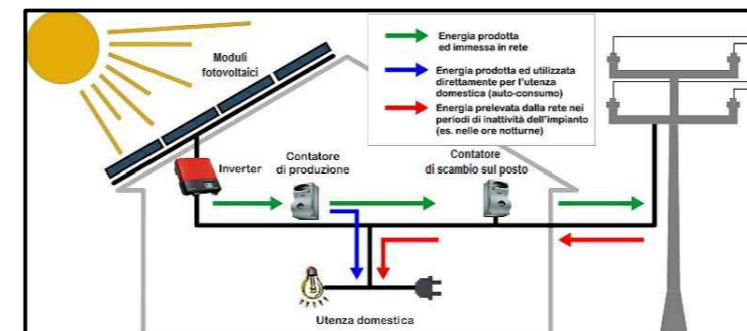 Moduli
fotovoltaici
Energia prodotta
ed immessa in rete
Energia prodotta ed utilizzata
direttamente per l'utenza
domestica (auto-consumo)
Energia prelevata dalla rete nei
periodi di inattività dell'impianto
(es. nelle ore notturne)
Inverter
Contatore
di produzione
Contatore
di scambio sul posto
Utenza domestica